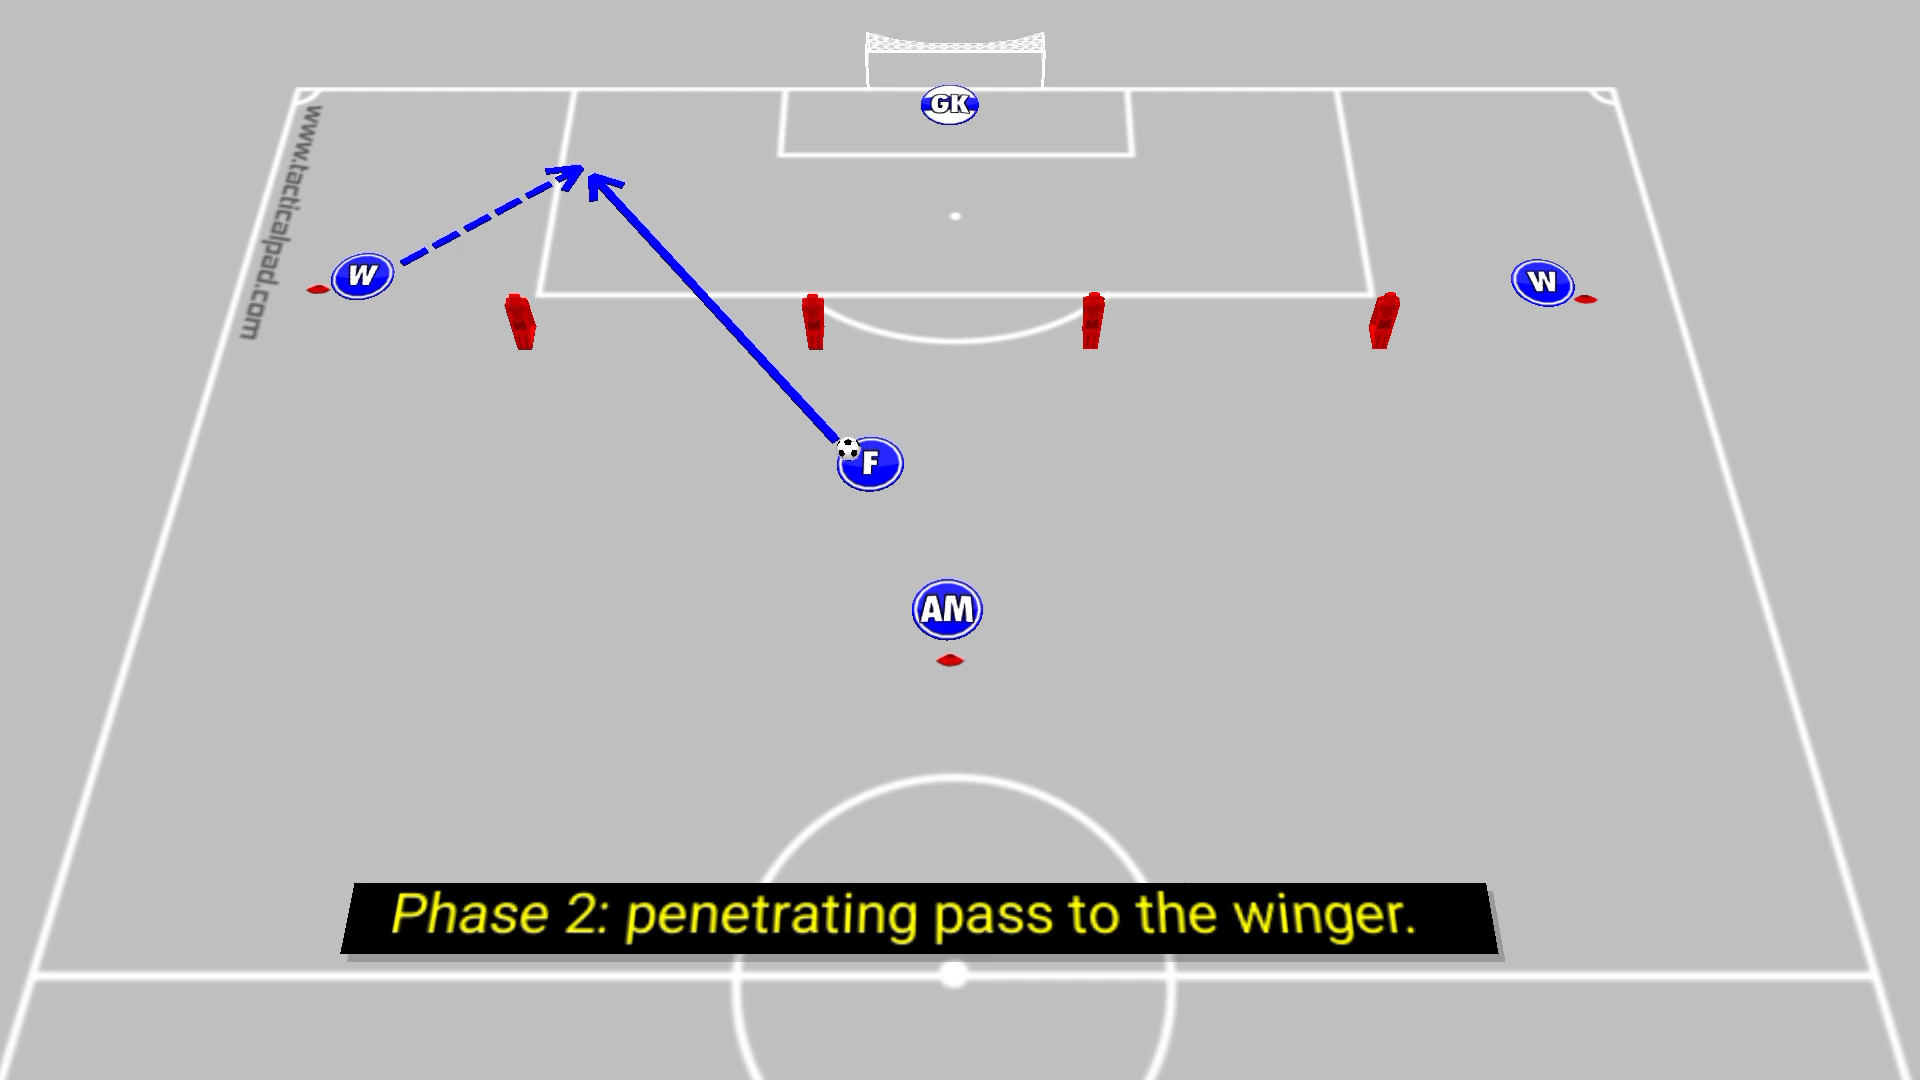 GK
www.tacticalpad.com
W
W
F
AM
Phase 2: penetrating pass to the winger.